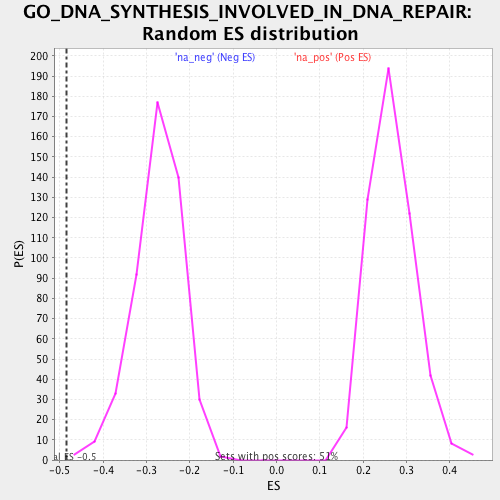 GO_DNA_SYNTHESIS_INVOLVED_IN_DNA_REPAIR:
Random ES distribution
'na_neg' (Neg ES) 'na_pos' (Pos ES)
200
190
180
170
160
150
140
130
120
110
100
90
80
70
60
50
40
30
20
10
0
P(ES)
ES -0.5
Sets with pos scores: 51%
-0.5 -0.4 -0.3 -0.2 -0.1 0.0 0.1 0.2 0.3 0.4
ES